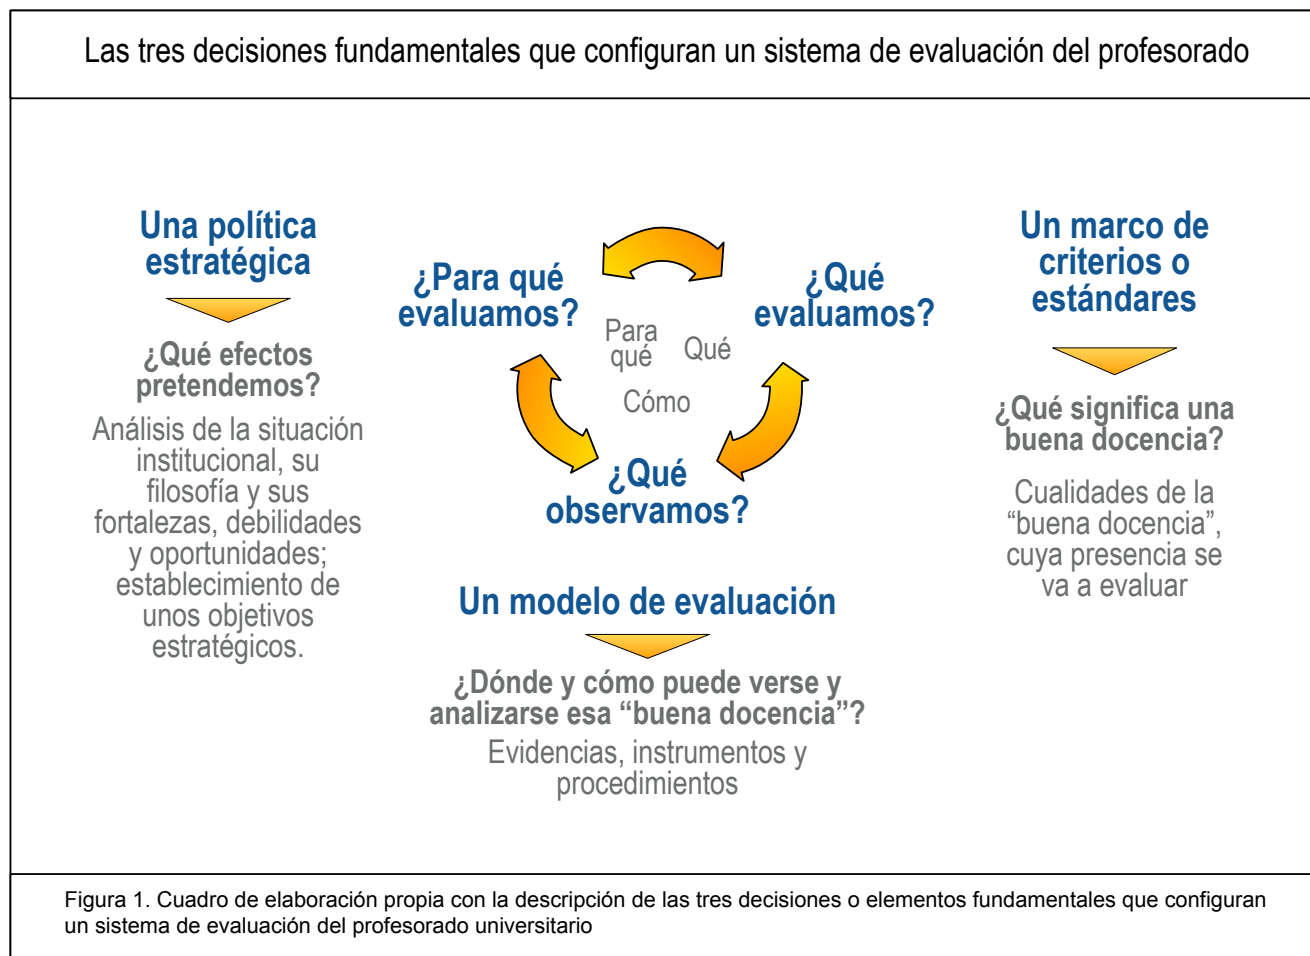 Las tres decisiones fundamentales que configuran un sistema de evaluación del profesorado
Una política
estratégica
¿Qué efectos
pretendemos?
Análisis de la situación
institucional, su
filosofía y sus
fortalezas, debilidades
y oportunidades;
establecimiento de
unos objetivos
estratégicos.
¿Para qué
evaluamos?
¿Qué
evaluamos?
Para
qué
Qué
Cómo
¿Qué
observamos?
Un modelo de evaluación
¿Dónde y cómo puede verse y
analizarse esa “buena docencia”?
Evidencias, instrumentos y
procedimientos
Un marco de
criterios o
estándares
¿Qué significa una
buena docencia?
Cualidades de la
“buena docencia”,
cuya presencia se
va a evaluar
Figura 1. Cuadro de elaboración propia con la descripción de las tres decisiones o elementos fundamentales que configuran
un sistema de evaluación del profesorado universitario